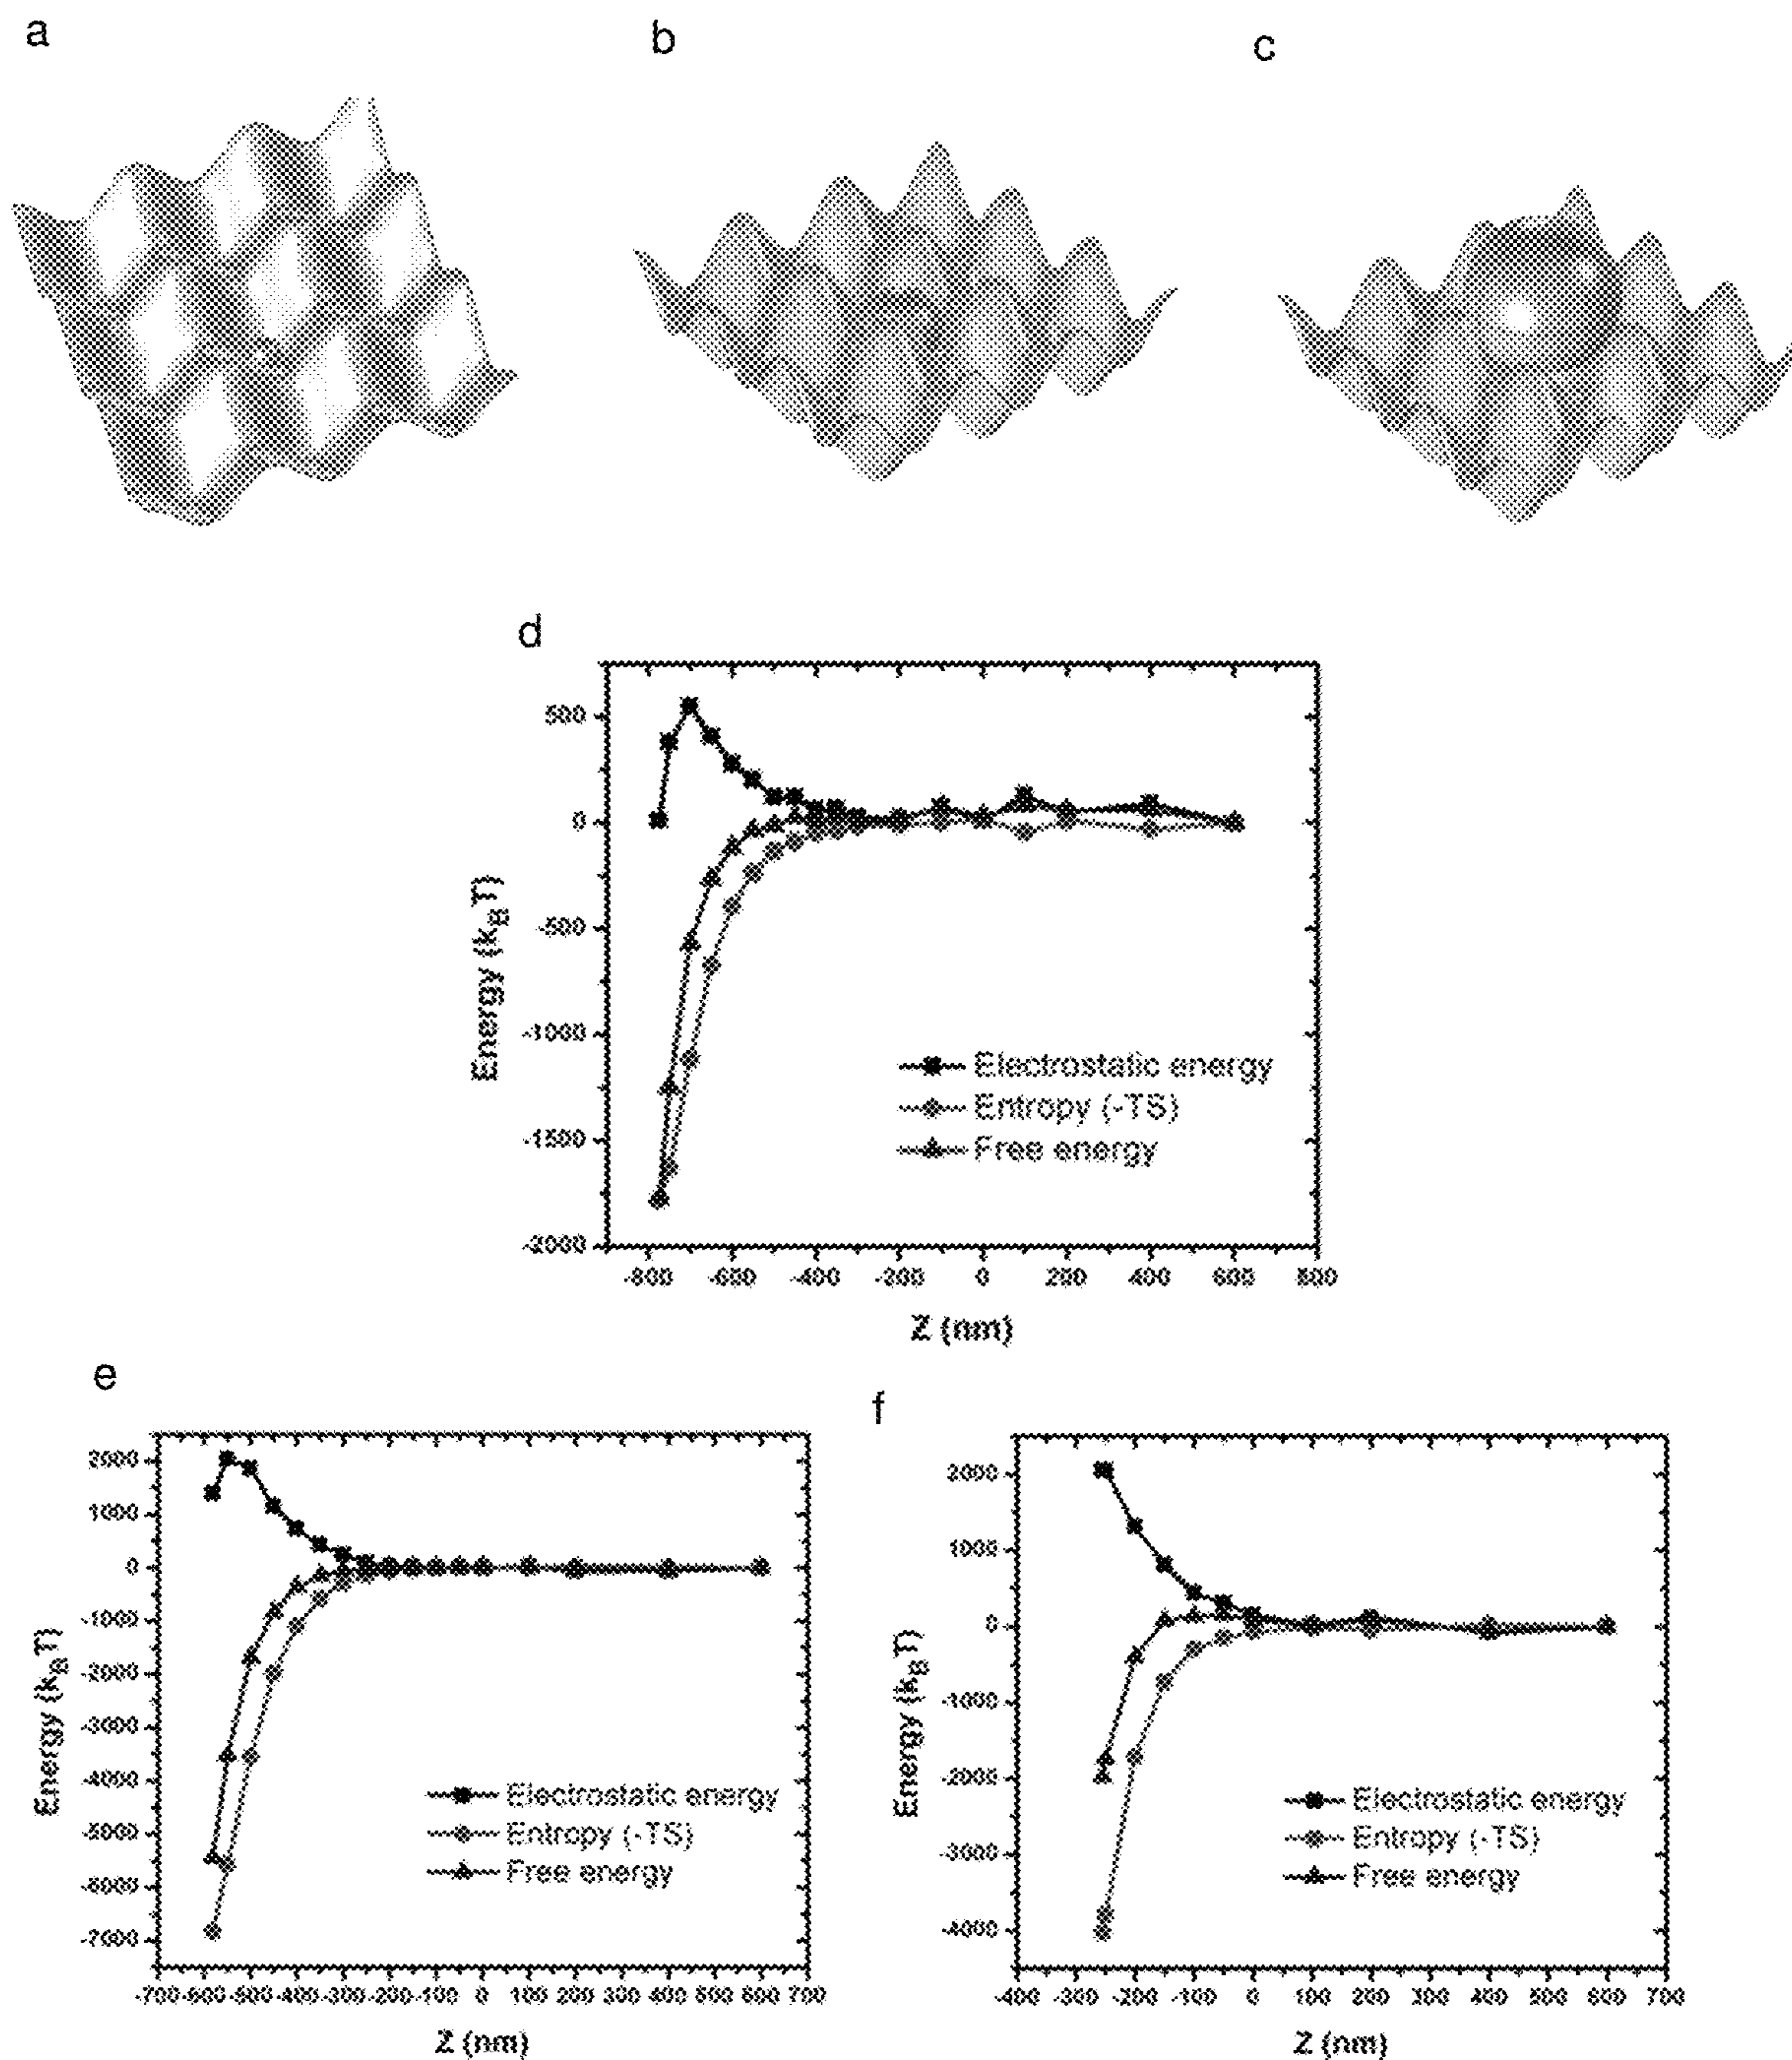 a
b
c
d
500
0
-500
-1000
-1500
-2000
Energy (k_BT)
Electrostatic energy
Entropy (-TS)
Free energy
-800 -600 -400 -200 0 200 400 600 800
Z (nm)
e
2000
1000
0
-1000
-2000
-3000
-4000
-5000
-6000
-7000
Energy (k_BT)
Electrostatic energy
Entropy (-TS)
Free energy
-700 -600 -500 -400 -300 -200 -100 0 100 200 300 400 500 600 700
Z (nm)
f
2000
1000
0
-1000
-2000
-3000
-4000
Energy (k_BT)
Electrostatic energy
Entropy (-TS)
Free energy
-400 -300 -200 -100 0 100 200 300 400 500 600 700
Z (nm)